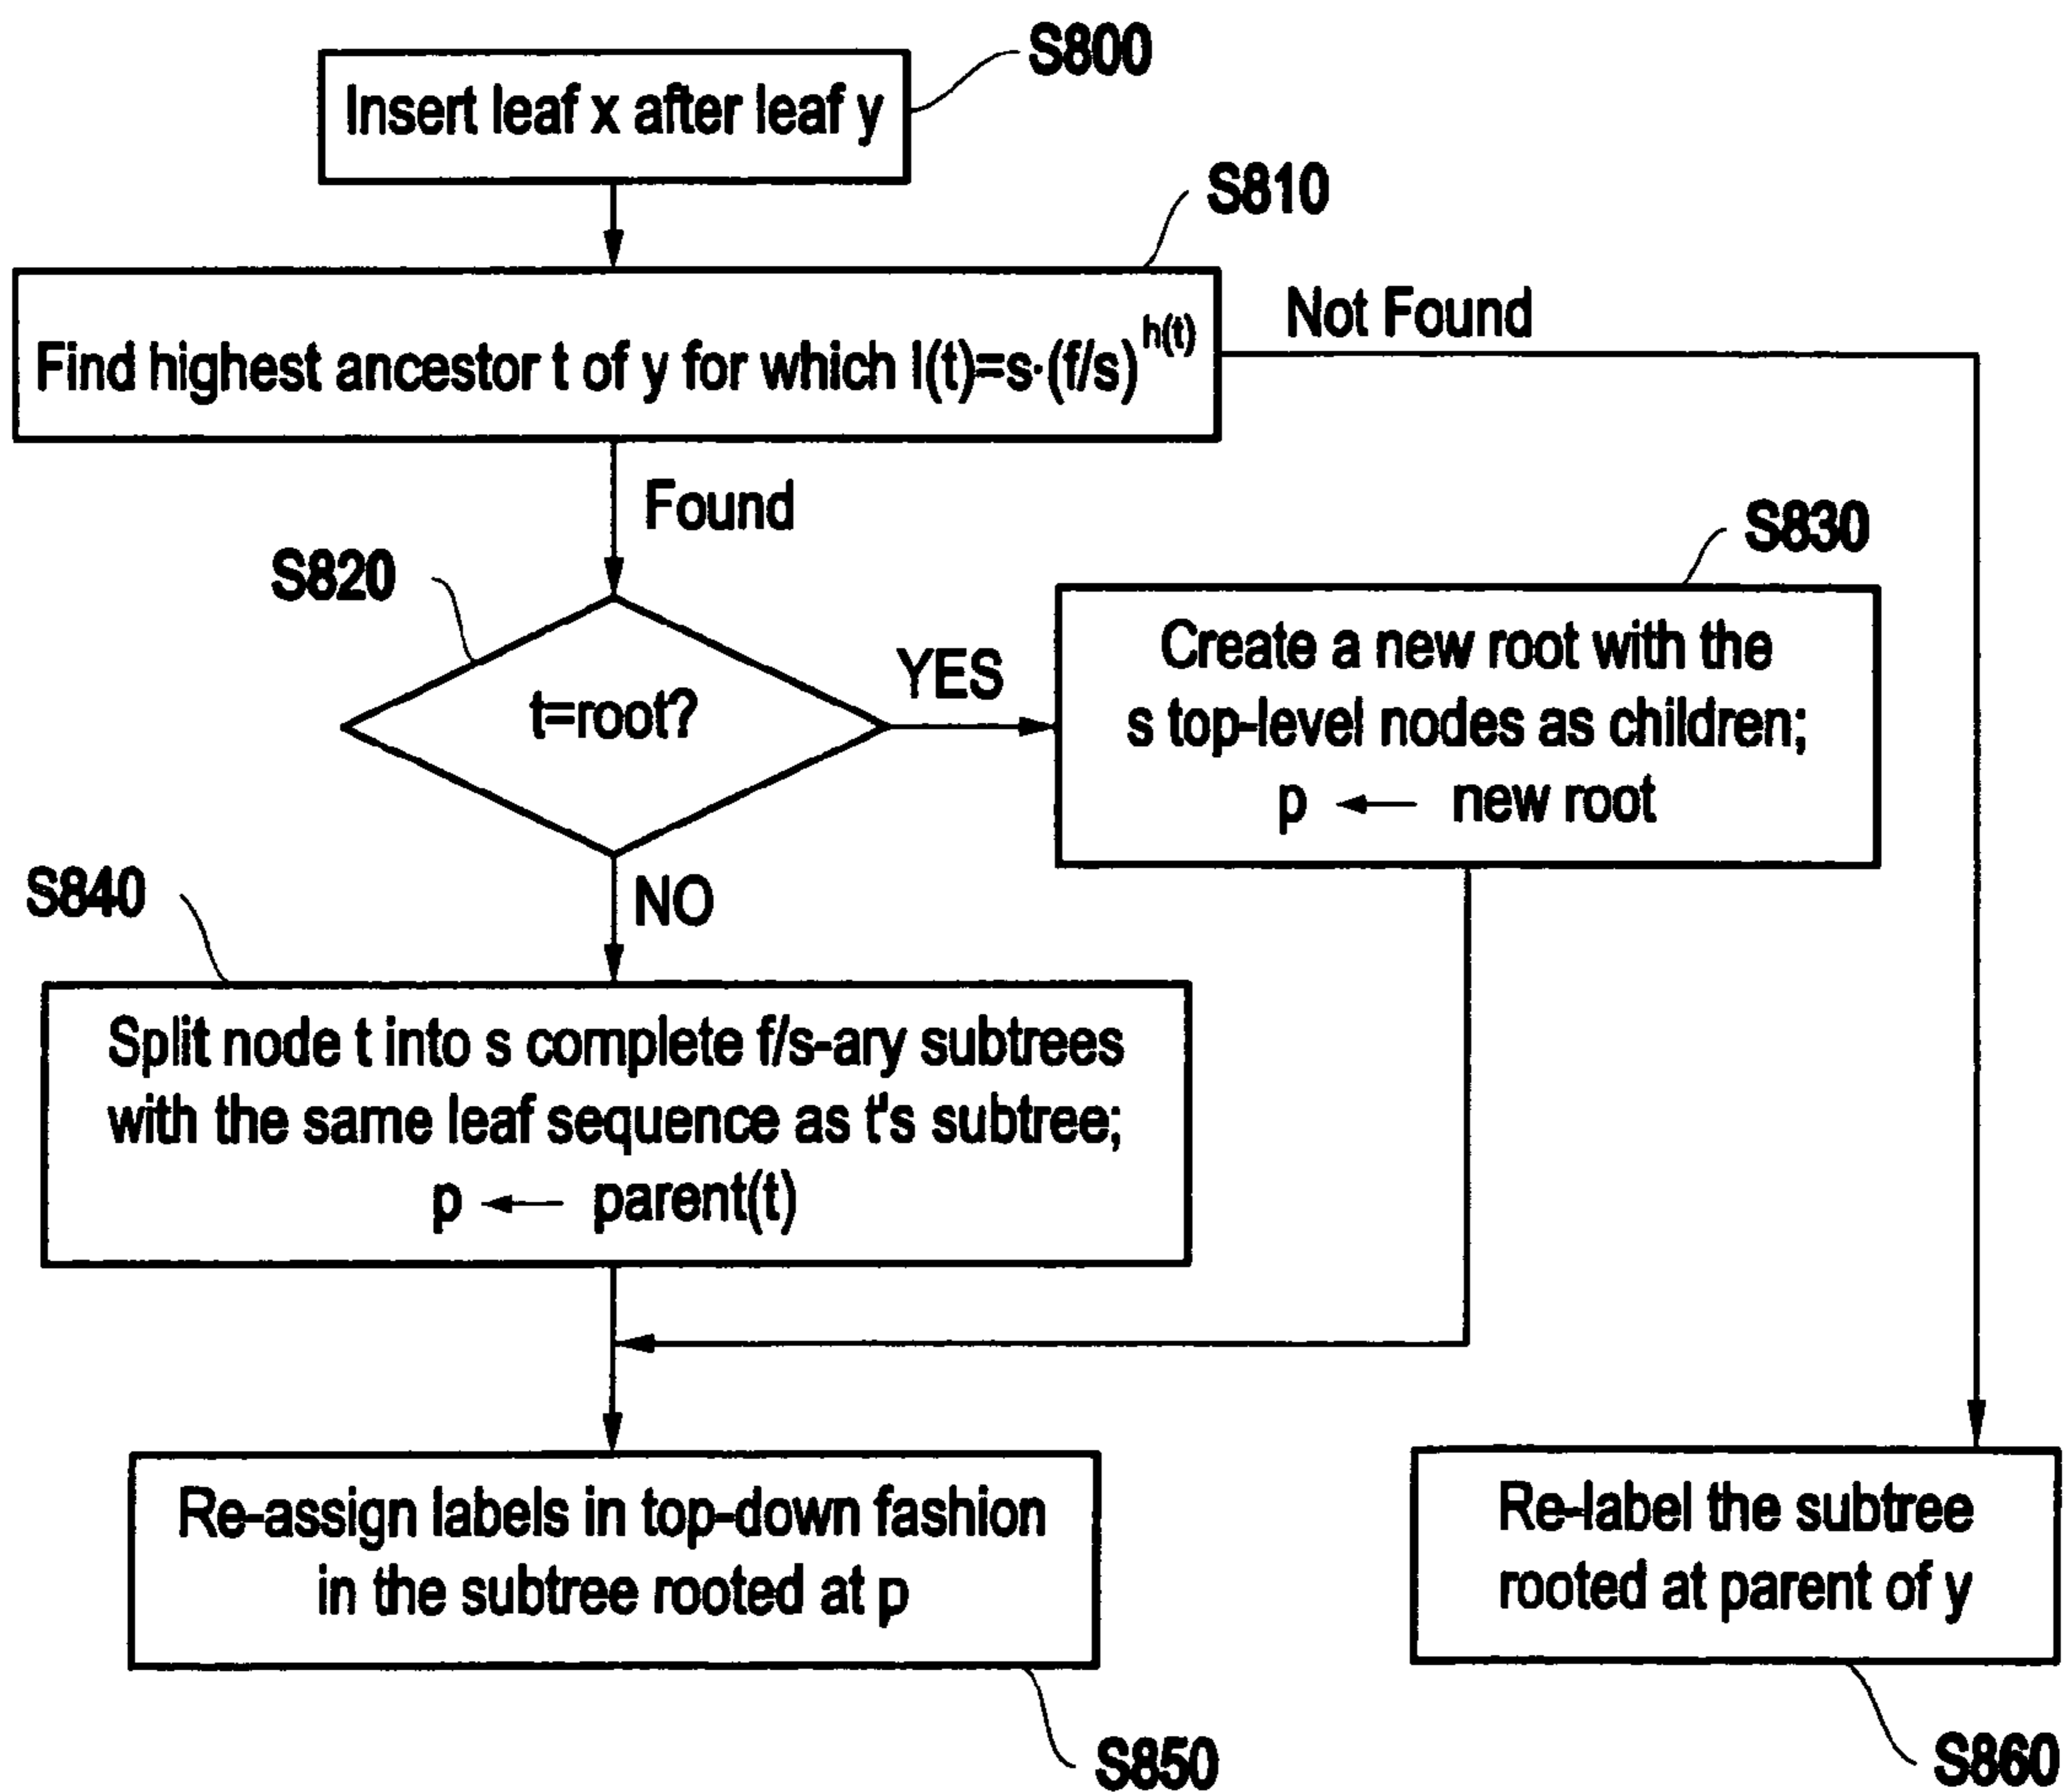 S800
Insert leaf x after leaf y
S810
Find highest ancestor t of y for which l(t)=s·(f/s)^h(t)
Not Found
Found
S820
t=root?
YES
S830
Create a new root with the
s top-level nodes as children;
p ← new root
NO
S840
Split node t into s complete f/s-ary subtrees
with the same leaf sequence as t's subtree;
p ← parent(t)
Re-assign labels in top-down fashion
in the subtree rooted at p
S850
Re-label the subtree
rooted at parent of y
S860